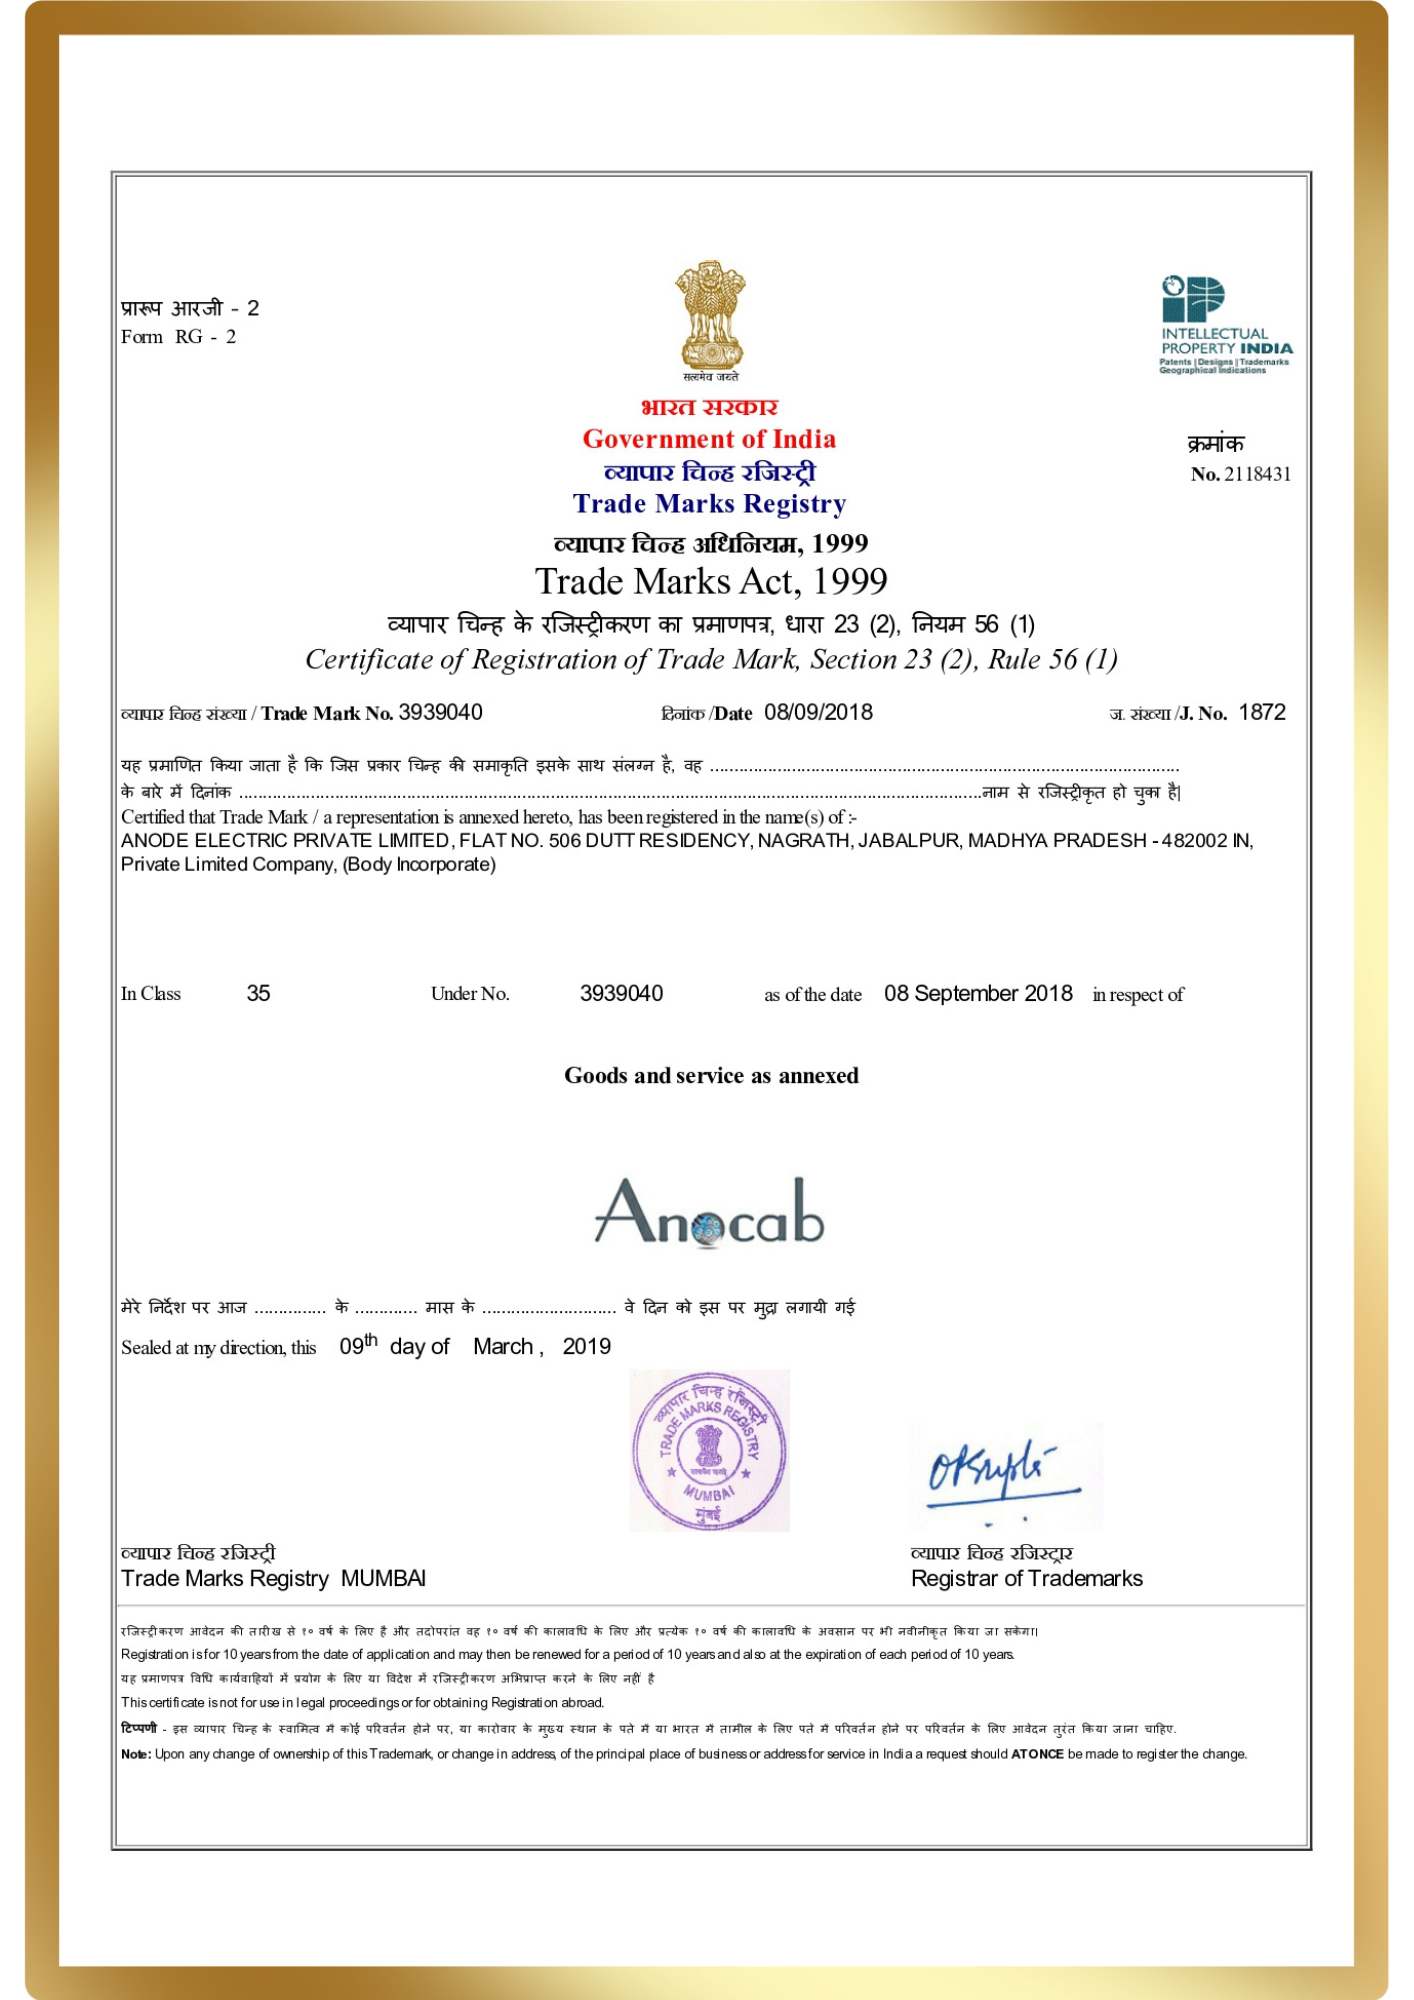 प्रारूप आरजी - 2
Form RG - 2
सत्यमेव जयते
INTELLECTUAL
PROPERTY INDIA
Patents | Designs | Trademarks
Geographical Indications
भारत सरकार
Government of India
व्यापार चिन्ह रजिस्ट्री
Trade Marks Registry
क्रमांक
No. 2118431
व्यापार चिन्ह अधिनियम, 1999
Trade Marks Act, 1999
व्यापार चिन्ह के रजिस्ट्रीकरण का प्रमाणपत्र, धारा 23 (2), नियम 56 (1)
Certificate of Registration of Trade Mark, Section 23 (2), Rule 56 (1)
व्यापार चिन्ह संख्या / Trade Mark No. 3939040 दिनांक /Date 08/09/2018 ज. संख्या /J. No. 1872
यह प्रमाणित किया जाता है कि जिस प्रकार चिन्ह की समाकृति इसके साथ संलग्न है, वह ...................................................................................................
के बारे में दिनांक ............................................................................................................................................................नाम से रजिस्ट्रीकृत हो चुका है|
Certified that Trade Mark / a representation is annexed hereto, has been registered in the name(s) of :-
ANODE ELECTRIC PRIVATE LIMITED, FLAT NO. 506 DUTT RESIDENCY, NAGRATH, JABALPUR, MADHYA PRADESH - 482002 IN,
Private Limited Company, (Body Incorporate)
In Class 35 Under No. 3939040 as of the date 08 September 2018 in respect of
Goods and service as annexed
Anocab
मेरे निर्देश पर आज ............... के ............. मास के ............................ वे दिन को इस पर मुद्रा लगायी गई
Sealed at my direction, this 09th day of March , 2019
व्यापार चिन्ह रजिस्ट्री
TRADE MARKS REGISTRY
सत्यमेव जयते
MUMBAI
मुंबई
व्यापार चिन्ह रजिस्ट्री
Trade Marks Registry MUMBAI
व्यापार चिन्ह रजिस्ट्रार
Registrar of Trademarks
रजिस्ट्रीकरण आवेदन की तारीख से १० वर्ष के लिए है और तदोपरांत वह १० वर्ष की कालावधि के लिए और प्रत्येक १० वर्ष की कालावधि के अवसान पर भी नवीनीकृत किया जा सकेगा।
Registration is for 10 years from the date of application and may then be renewed for a period of 10 years and also at the expiration of each period of 10 years.
यह प्रमाणपत्र विधि कार्यवाहियों में प्रयोग के लिए या विदेश में रजिस्ट्रीकरण अभिप्राप्त करने के लिए नहीं है
This certificate is not for use in legal proceedings or for obtaining Registration abroad.
टिप्पणी - इस व्यापार चिन्ह के स्वामित्व में कोई परिवर्तन होने पर, या कारोवार के मुख्य स्थान के पते में या भारत में तामील के लिए पते में परिवर्तन होने पर परिवर्तन के लिए आवेदन तुरंत किया जाना चाहिए.
Note: Upon any change of ownership of this Trademark, or change in address, of the principal place of business or address for service in India a request should AT ONCE be made to register the change.